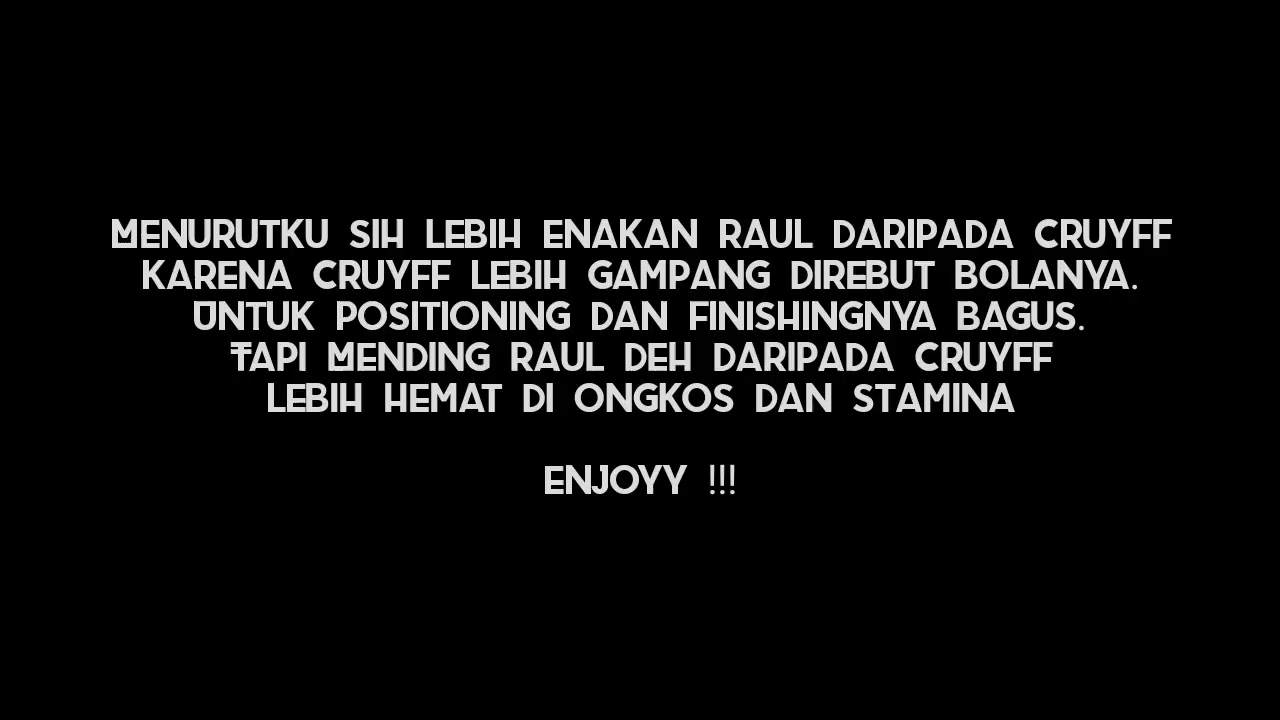 MENURUTKU SIH LEBIH ENAKAN RAUL DARIPADA CRUYFF
KARENA CRUYFF LEBIH GAMPANG DIREBUT BOLANYA.
UNTUK POSITIONING DAN FINISHINGNYA BAGUS.
TAPI MENDING RAUL DEH DARIPADA CRUYFF
LEBIH HEMAT DI ONGKOS DAN STAMINA
ENJOYY !!!